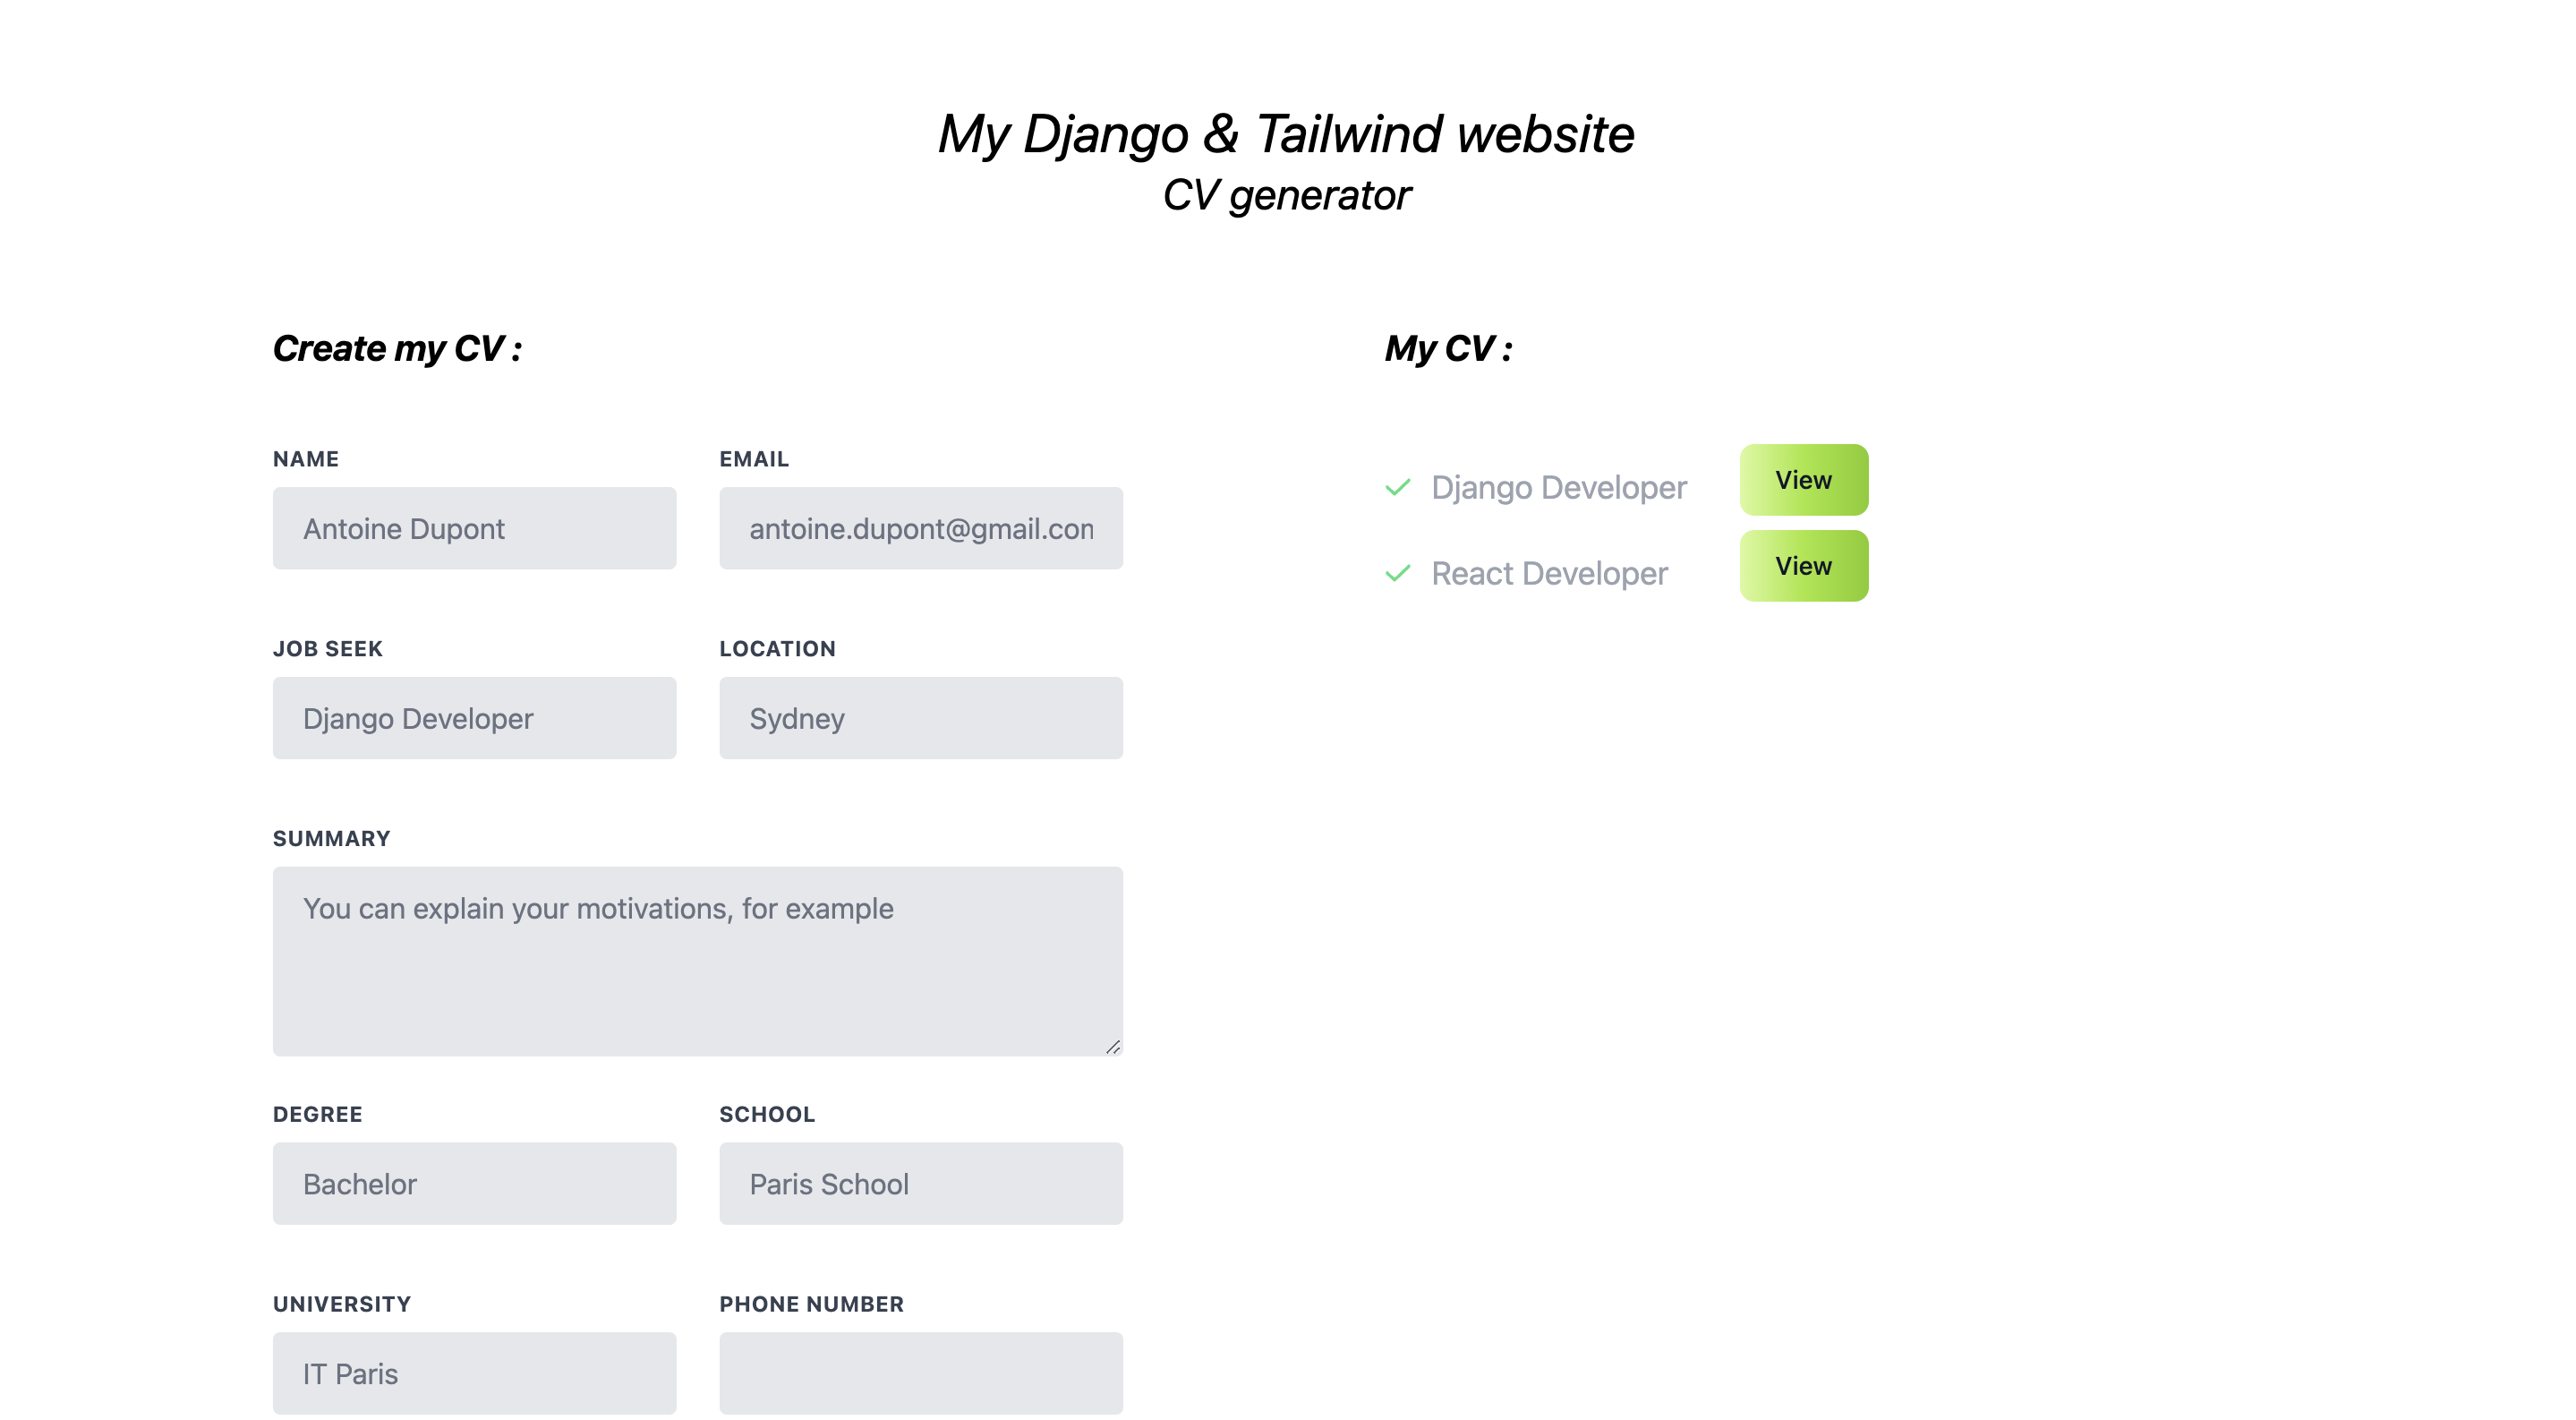 My Django & Tailwind website
CV generator
Create my CV :
NAME
Antoine Dupont
EMAIL
antoine.dupont@gmail.con
JOB SEEK
Django Developer
LOCATION
Sydney
SUMMARY
You can explain your motivations, for example
DEGREE
Bachelor
SCHOOL
Paris School
UNIVERSITY
IT Paris
PHONE NUMBER
My CV :
Django Developer
View
React Developer
View